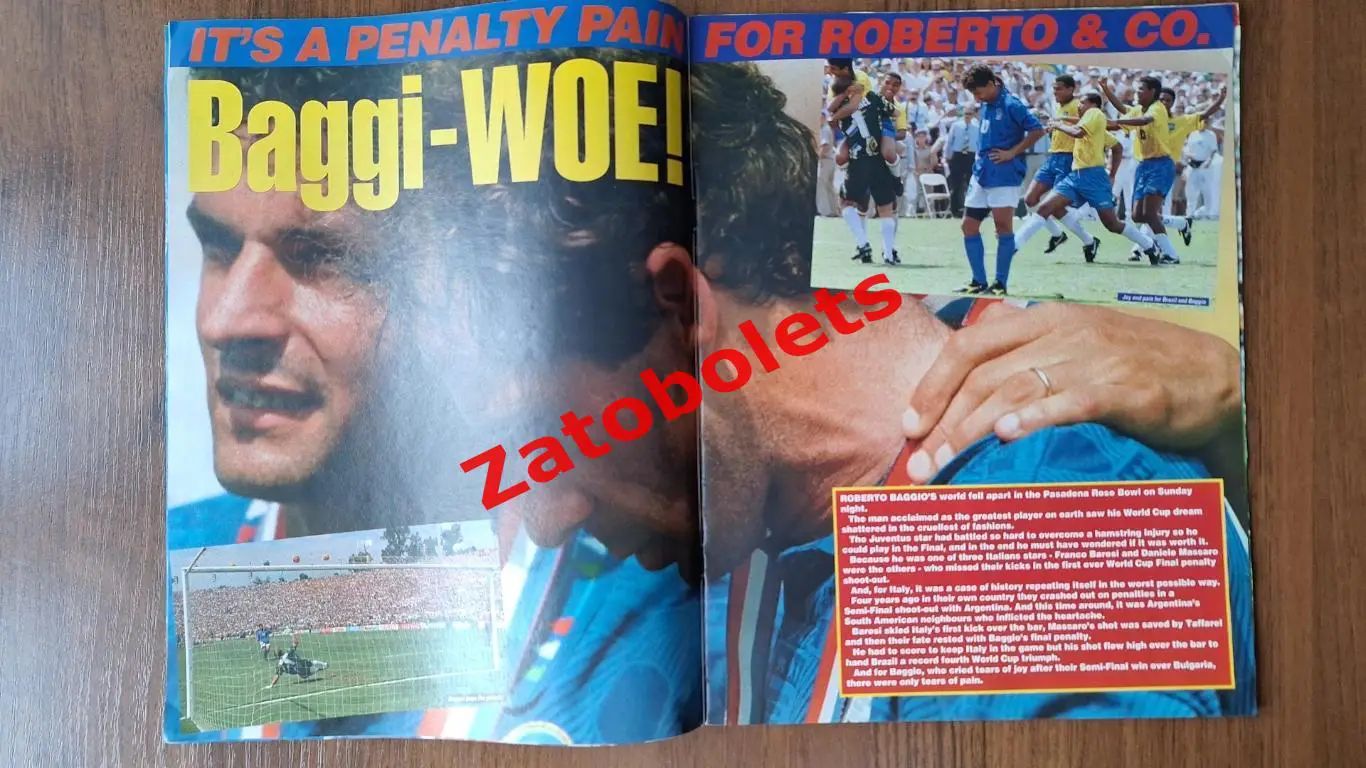 IT'S A PENALTY PAIN FOR ROBERTO & CO.
Baggi-WOE!
Joy and pain for Brazil and Baggio
Zatobolets
ROBERTO BAGGIO'S world fell apart in the Pasadena Rose Bowl on Sunday
night.
The man acclaimed as the greatest player on earth saw his World Cup dream
shattered in the cruellest of fashions.
The Juventus star had battled so hard to overcome a hamstring injury so he
could play in the Final, and in the end he must have wondered if it was worth it.
Because he was one of three Italians stars - Franco Baresi and Daniele Massaro
were the others - who missed their kicks in the first ever World Cup Final penalty
shoot-out.
And, for Italy, it was a case of history repeating itself in the worst possible way.
Four years ago in their own country they crashed out on penalties in a
Semi-Final shoot-out with Argentina. And this time around, it was Argentina's
South American neighbours who inflicted the heartache.
Baresi skied Italy's first kick over the bar, Massaro's shot was saved by Taffarel
and then their fate rested with Baggio's final penalty.
He had to score to keep Italy in the game but his shot flow high over the bar to
hand Brazil a record fourth World Cup triumph.
And for Baggio, who cried tears of joy after their Semi-Final win over Bulgaria,
there were only tears of pain.